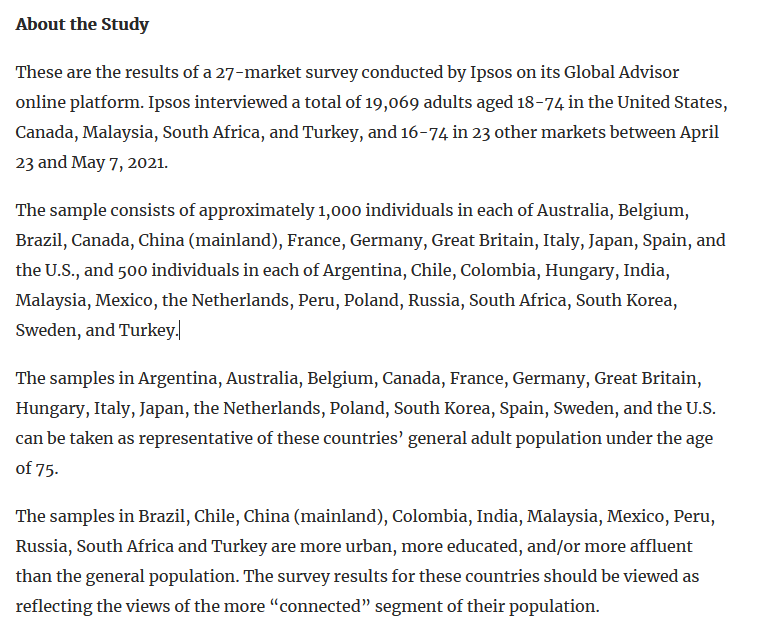 About the Study
These are the results of a 27-market survey conducted by Ipsos on its Global Advisor
online platform. Ipsos interviewed a total of 19,069 adults aged 18-74 in the United States,
Canada, Malaysia, South Africa, and Turkey, and 16-74 in 23 other markets between April
23 and May 7, 2021.
The sample consists of approximately 1,000 individuals in each of Australia, Belgium,
Brazil, Canada, China (mainland), France, Germany, Great Britain, Italy, Japan, Spain, and
the U.S., and 500 individuals in each of Argentina, Chile, Colombia, Hungary, India,
Malaysia, Mexico, the Netherlands, Peru, Poland, Russia, South Africa, South Korea,
Sweden, and Turkey.
The samples in Argentina, Australia, Belgium, Canada, France, Germany, Great Britain,
Hungary, Italy, Japan, the Netherlands, Poland, South Korea, Spain, Sweden, and the U.S.
can be taken as representative of these countries’ general adult population under the age
of 75.
The samples in Brazil, Chile, China (mainland), Colombia, India, Malaysia, Mexico, Peru,
Russia, South Africa and Turkey are more urban, more educated, and/or more affluent
than the general population. The survey results for these countries should be viewed as
reflecting the views of the more “connected” segment of their population.